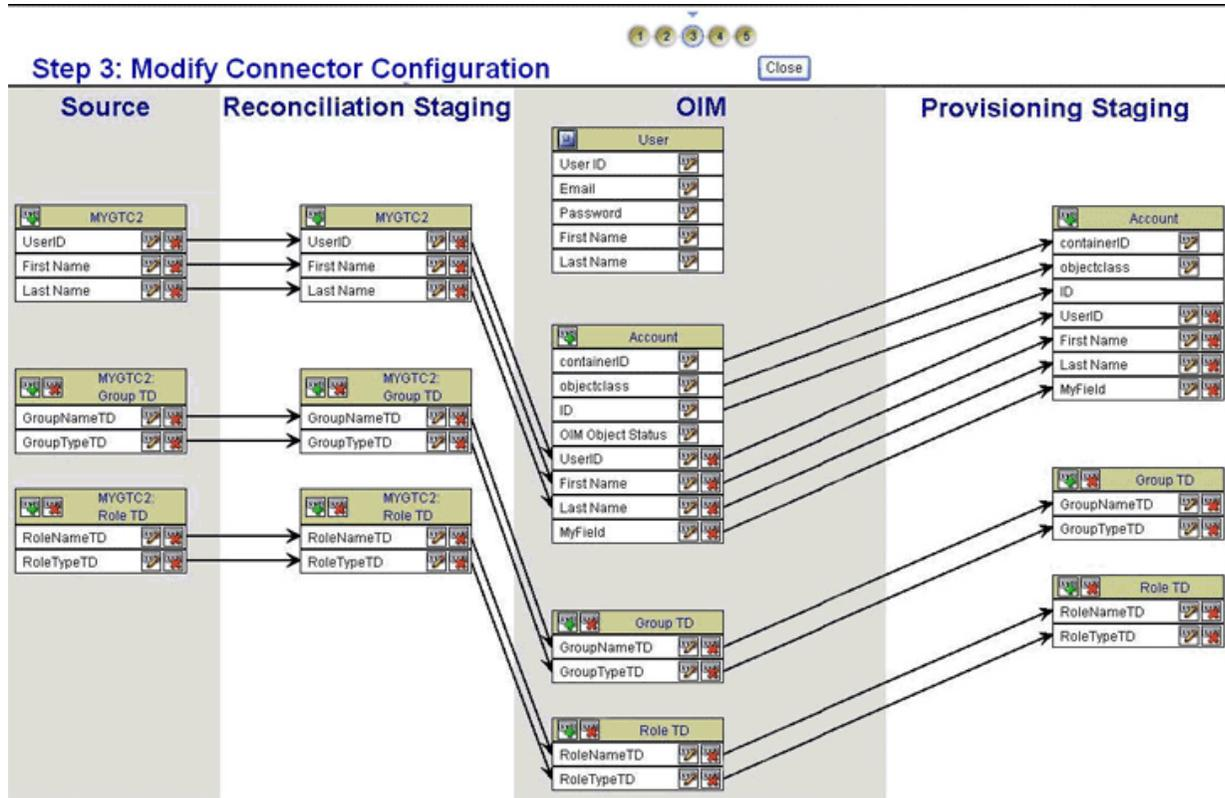 1 2 3 4 5
Step 3: Modify Connector Configuration
Close
Source
Reconciliation Staging
OIM
Provisioning Staging
MYGTC2
UserID
First Name
Last Name
MYGTC2:
Group TD
GroupNameTD
GroupTypeTD
MYGTC2:
Role TD
RoleNameTD
RoleTypeTD
MYGTC2
UserID
First Name
Last Name
MYGTC2:
Group TD
GroupNameTD
GroupTypeTD
MYGTC2:
Role TD
RoleNameTD
RoleTypeTD
User
User ID
Email
Password
First Name
Last Name
Account
containerID
objectclass
ID
OIM Object Status
UserID
First Name
Last Name
MyField
Group TD
GroupNameTD
GroupTypeTD
Role TD
RoleNameTD
RoleTypeTD
Account
containerID
objectclass
ID
UserID
First Name
Last Name
MyField
Group TD
GroupNameTD
GroupTypeTD
Role TD
RoleNameTD
RoleTypeTD